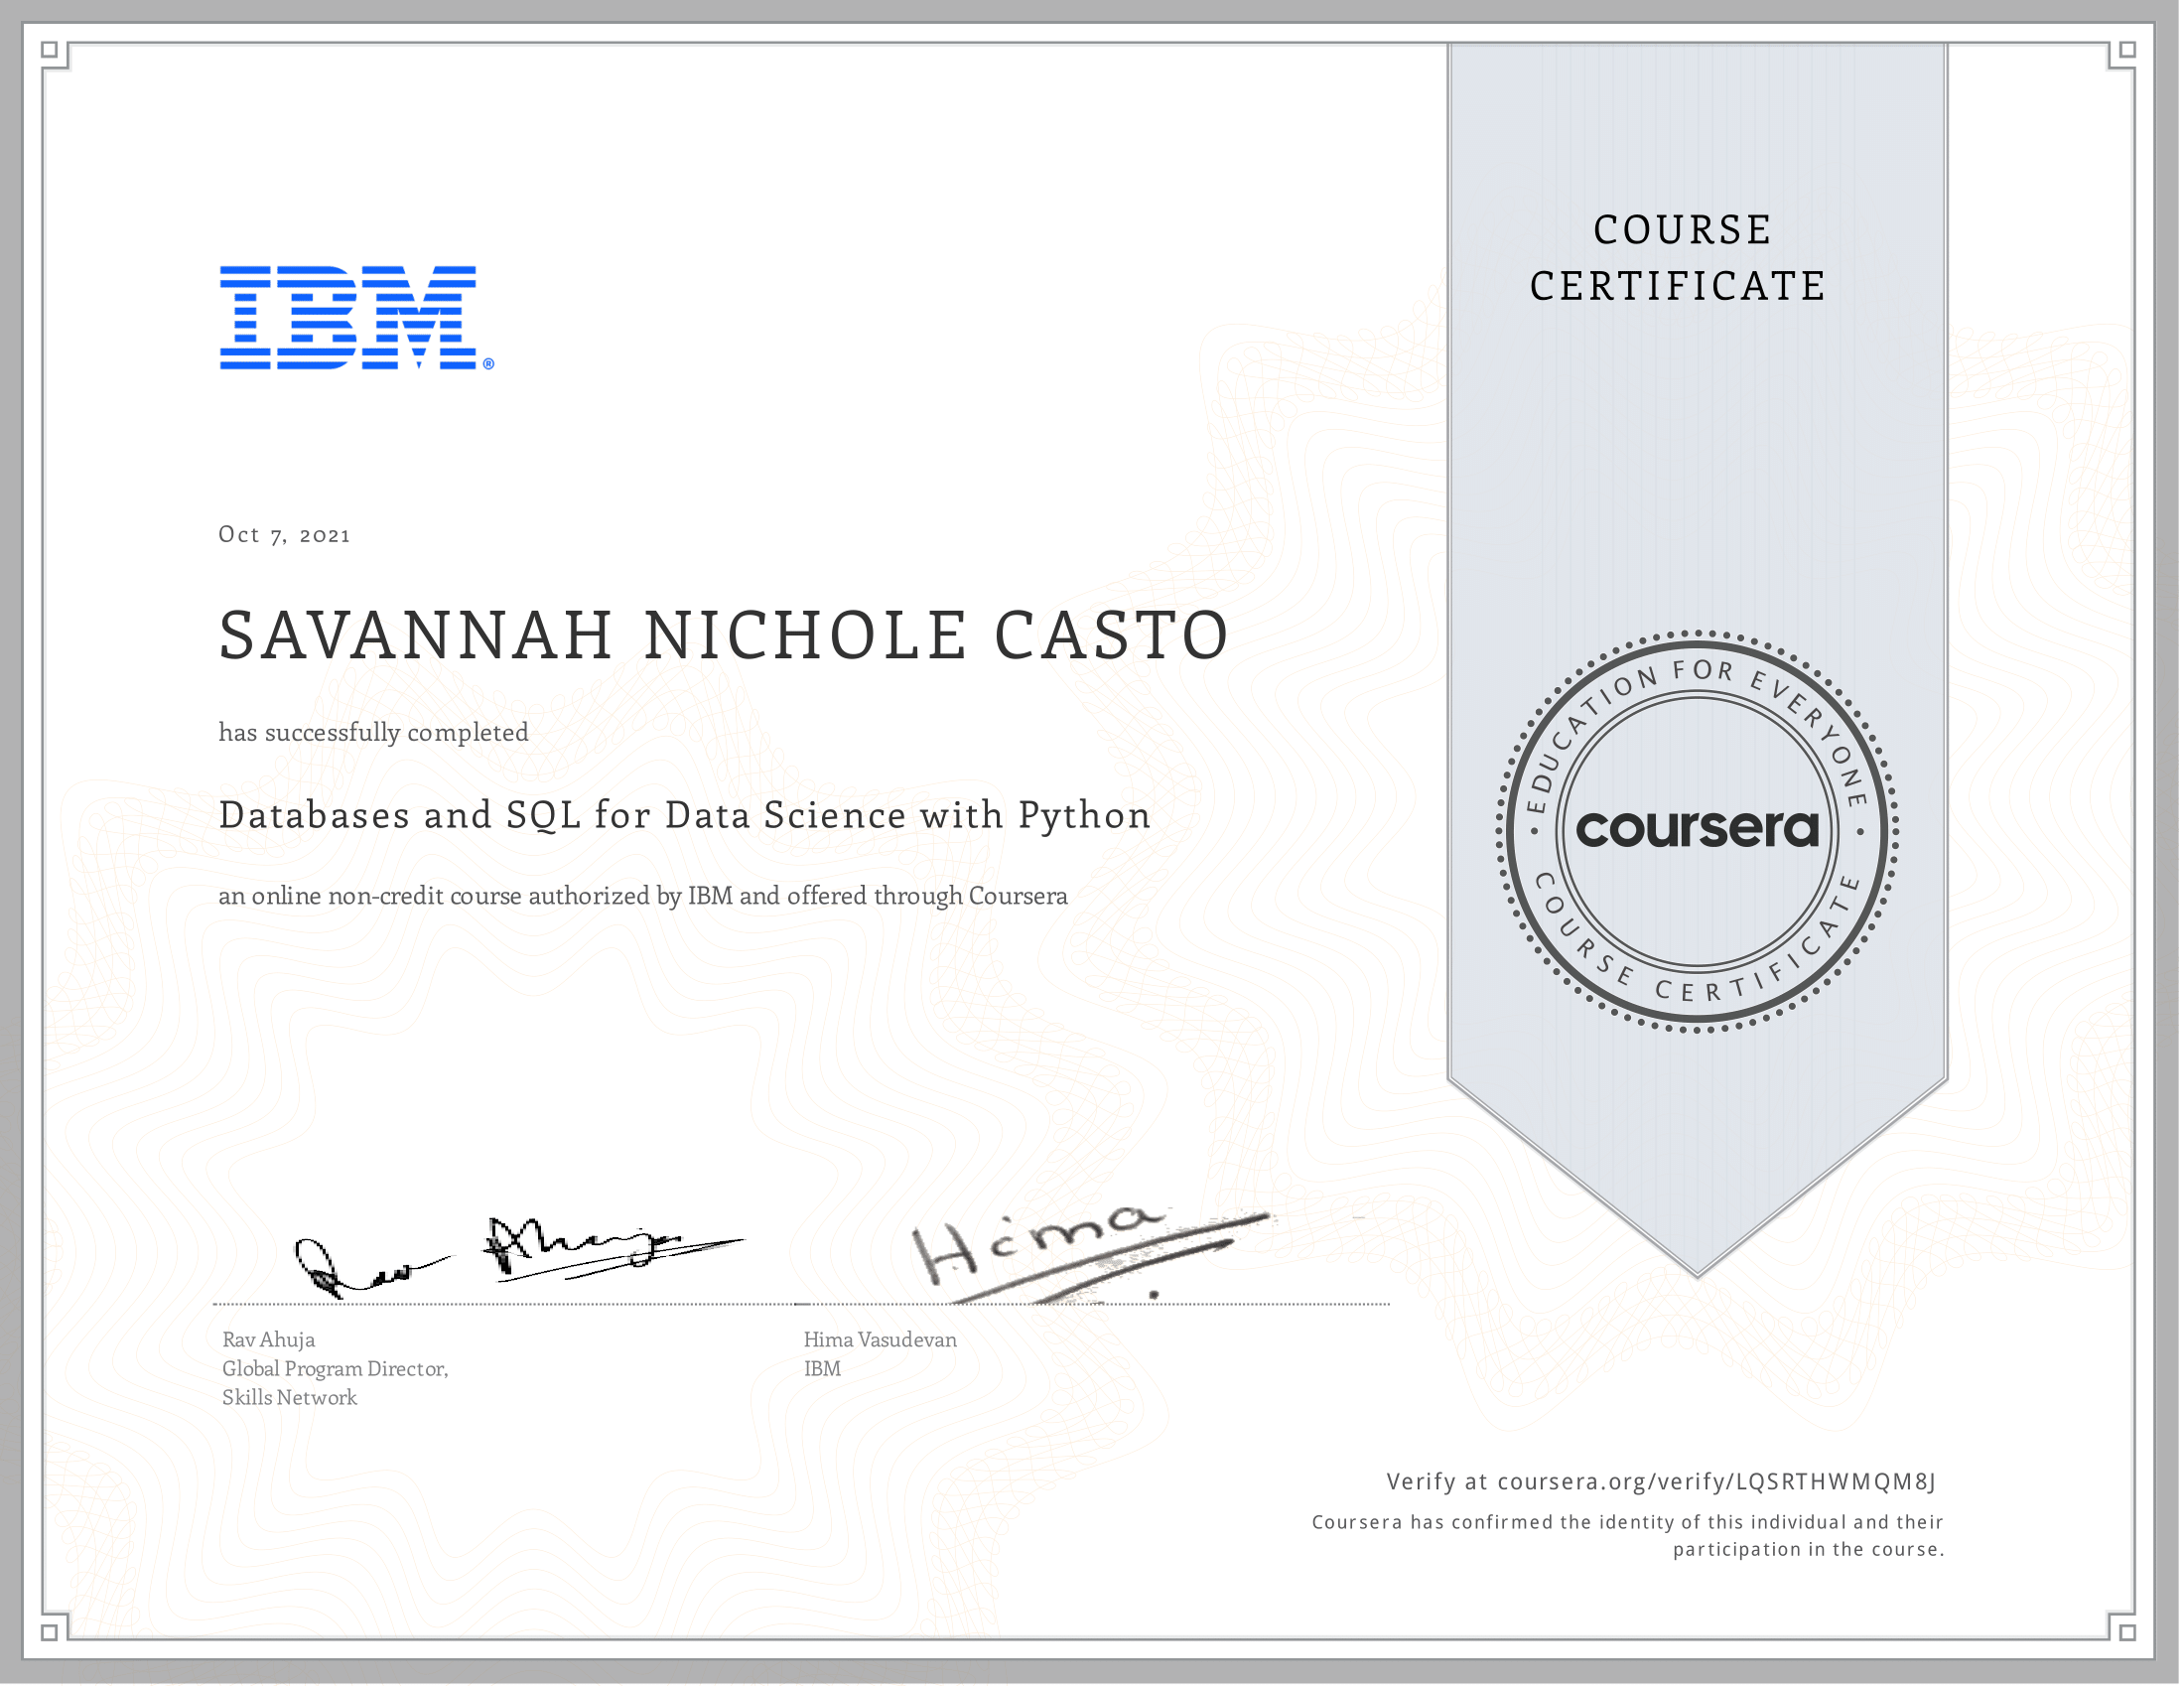 IBM®
COURSE
CERTIFICATE
Oct 7, 2021
SAVANNAH NICHOLE CASTO
has successfully completed
Databases and SQL for Data Science with Python
an online non-credit course authorized by IBM and offered through Coursera
EDUCATION FOR EVERYONE
coursera
COURSE CERTIFICATE
Hima
Rav Ahuja
Global Program Director,
Skills Network
Hima Vasudevan
IBM
Verify at coursera.org/verify/LQSRTHWMQM8J
Coursera has confirmed the identity of this individual and their
participation in the course.